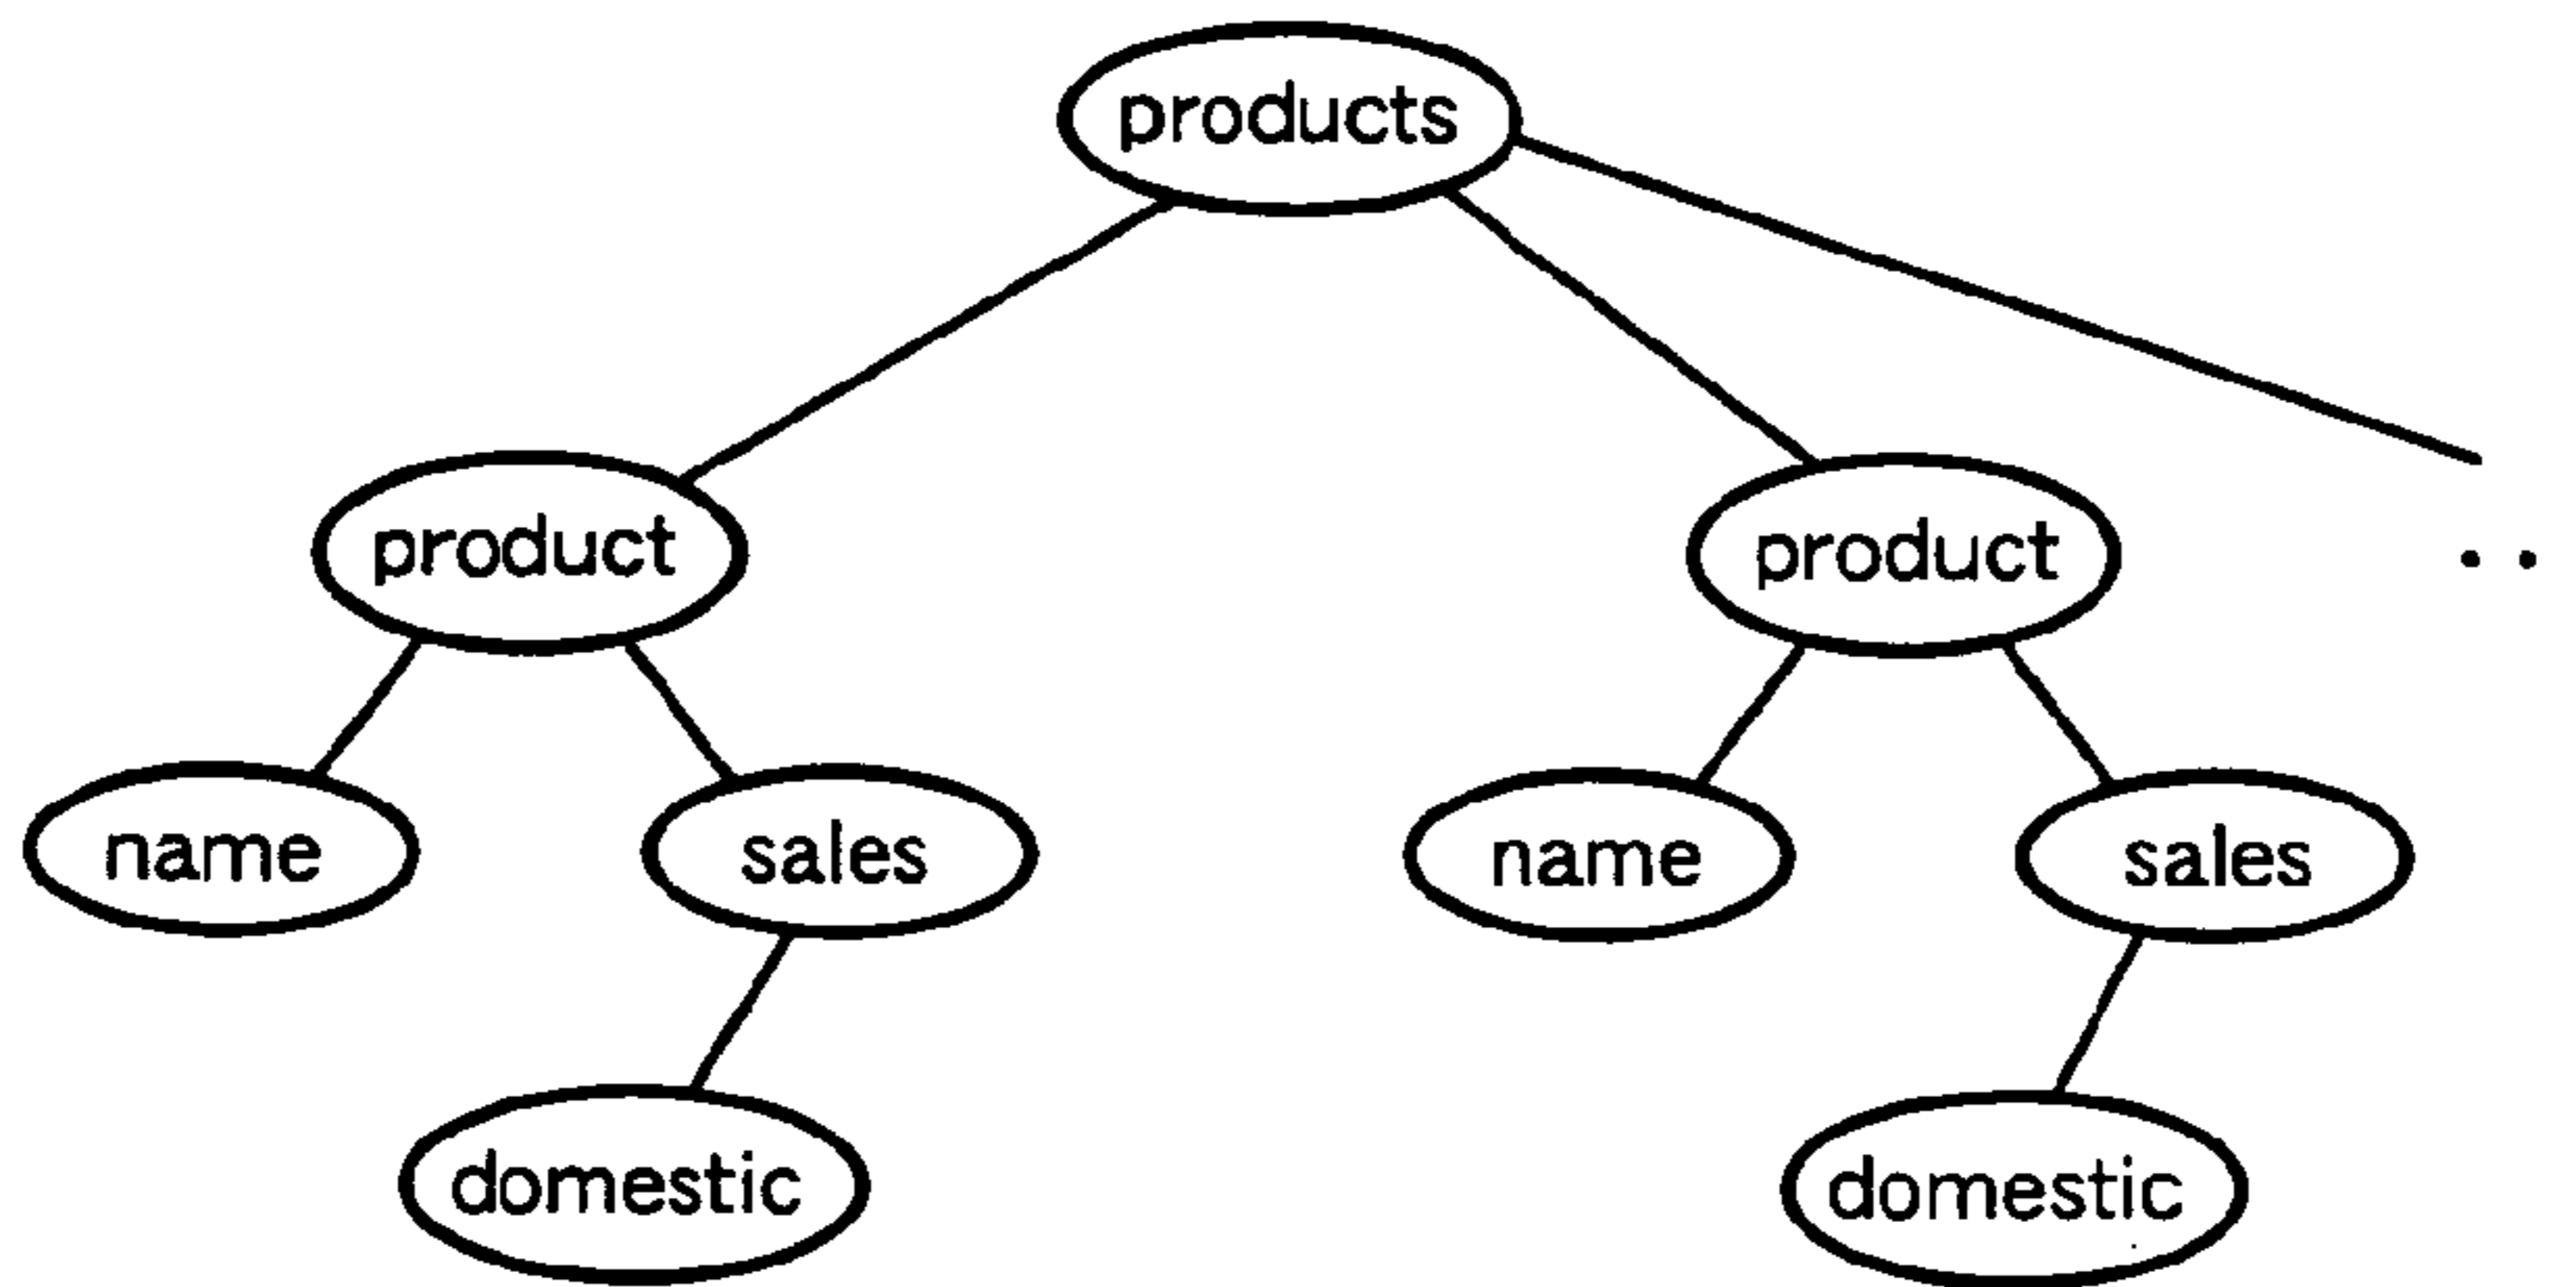 products
product product . .
name sales name sales
domestic domestic